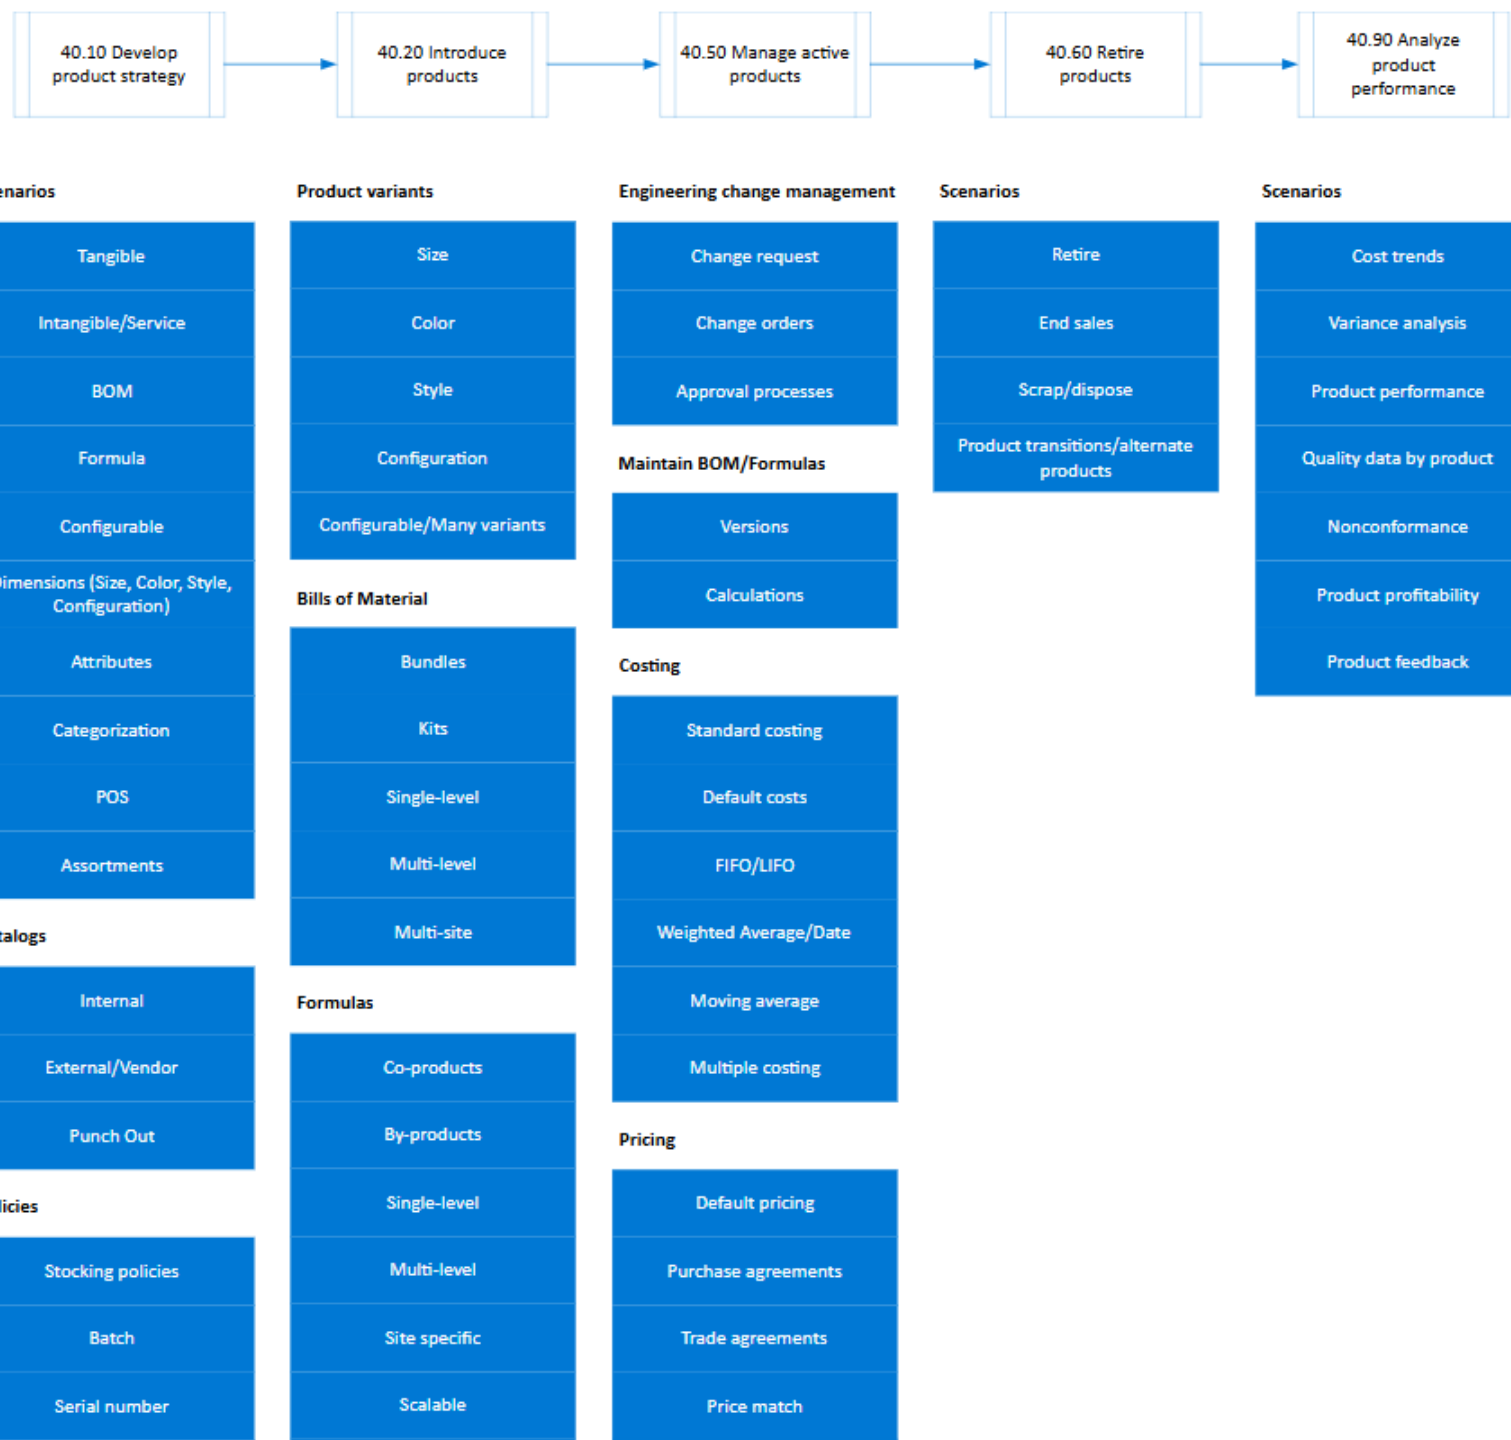 40.10 Develop
product strategy
40.20 Introduce
products
40.50 Manage active
products
40.60 Retire
products
40.90 Analyze
product
performance
enarios
Tangible
Intangible/Service
BOM
Formula
Configurable
Dimensions (Size, Color, Style,
Configuration)
Attributes
Categorization
POS
Assortments
talogs
Internal
External/Vendor
Punch Out
licies
Stocking policies
Batch
Serial number
Product variants
Size
Color
Style
Configuration
Configurable/Many variants
Bills of Material
Bundles
Kits
Single-level
Multi-level
Multi-site
Formulas
Co-products
By-products
Single-level
Multi-level
Site specific
Scalable
Engineering change management
Change request
Change orders
Approval processes
Maintain BOM/Formulas
Versions
Calculations
Costing
Standard costing
Default costs
FIFO/LIFO
Weighted Average/Date
Moving average
Multiple costing
Pricing
Default pricing
Purchase agreements
Trade agreements
Price match
Scenarios
Retire
End sales
Scrap/dispose
Product transitions/alternate
products
Scenarios
Cost trends
Variance analysis
Product performance
Quality data by product
Nonconformance
Product profitability
Product feedback